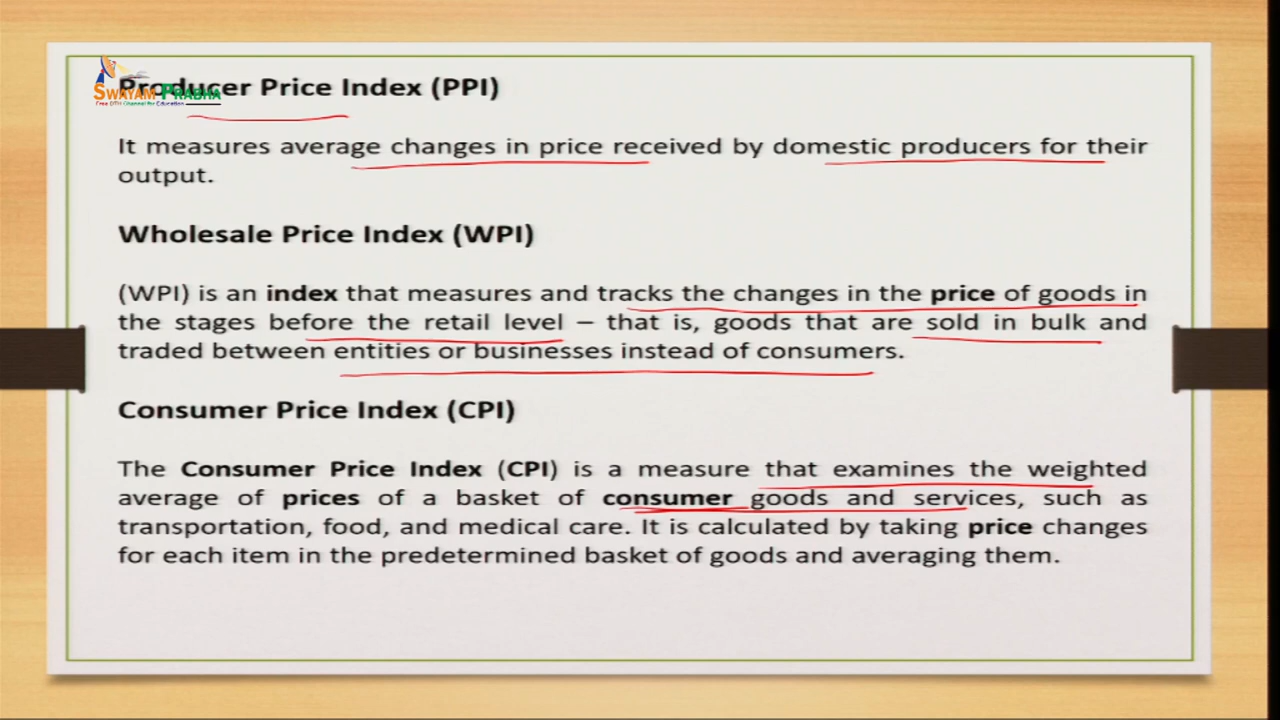 Producer Price Index (PPI)
SWAYAM PRABHA
Free DTH Channel for Education
It measures average changes in price received by domestic producers for their
output.
Wholesale Price Index (WPI)
(WPI) is an index that measures and tracks the changes in the price of goods in
the stages before the retail level – that is, goods that are sold in bulk and
traded between entities or businesses instead of consumers.
Consumer Price Index (CPI)
The Consumer Price Index (CPI) is a measure that examines the weighted
average of prices of a basket of consumer goods and services, such as
transportation, food, and medical care. It is calculated by taking price changes
for each item in the predetermined basket of goods and averaging them.